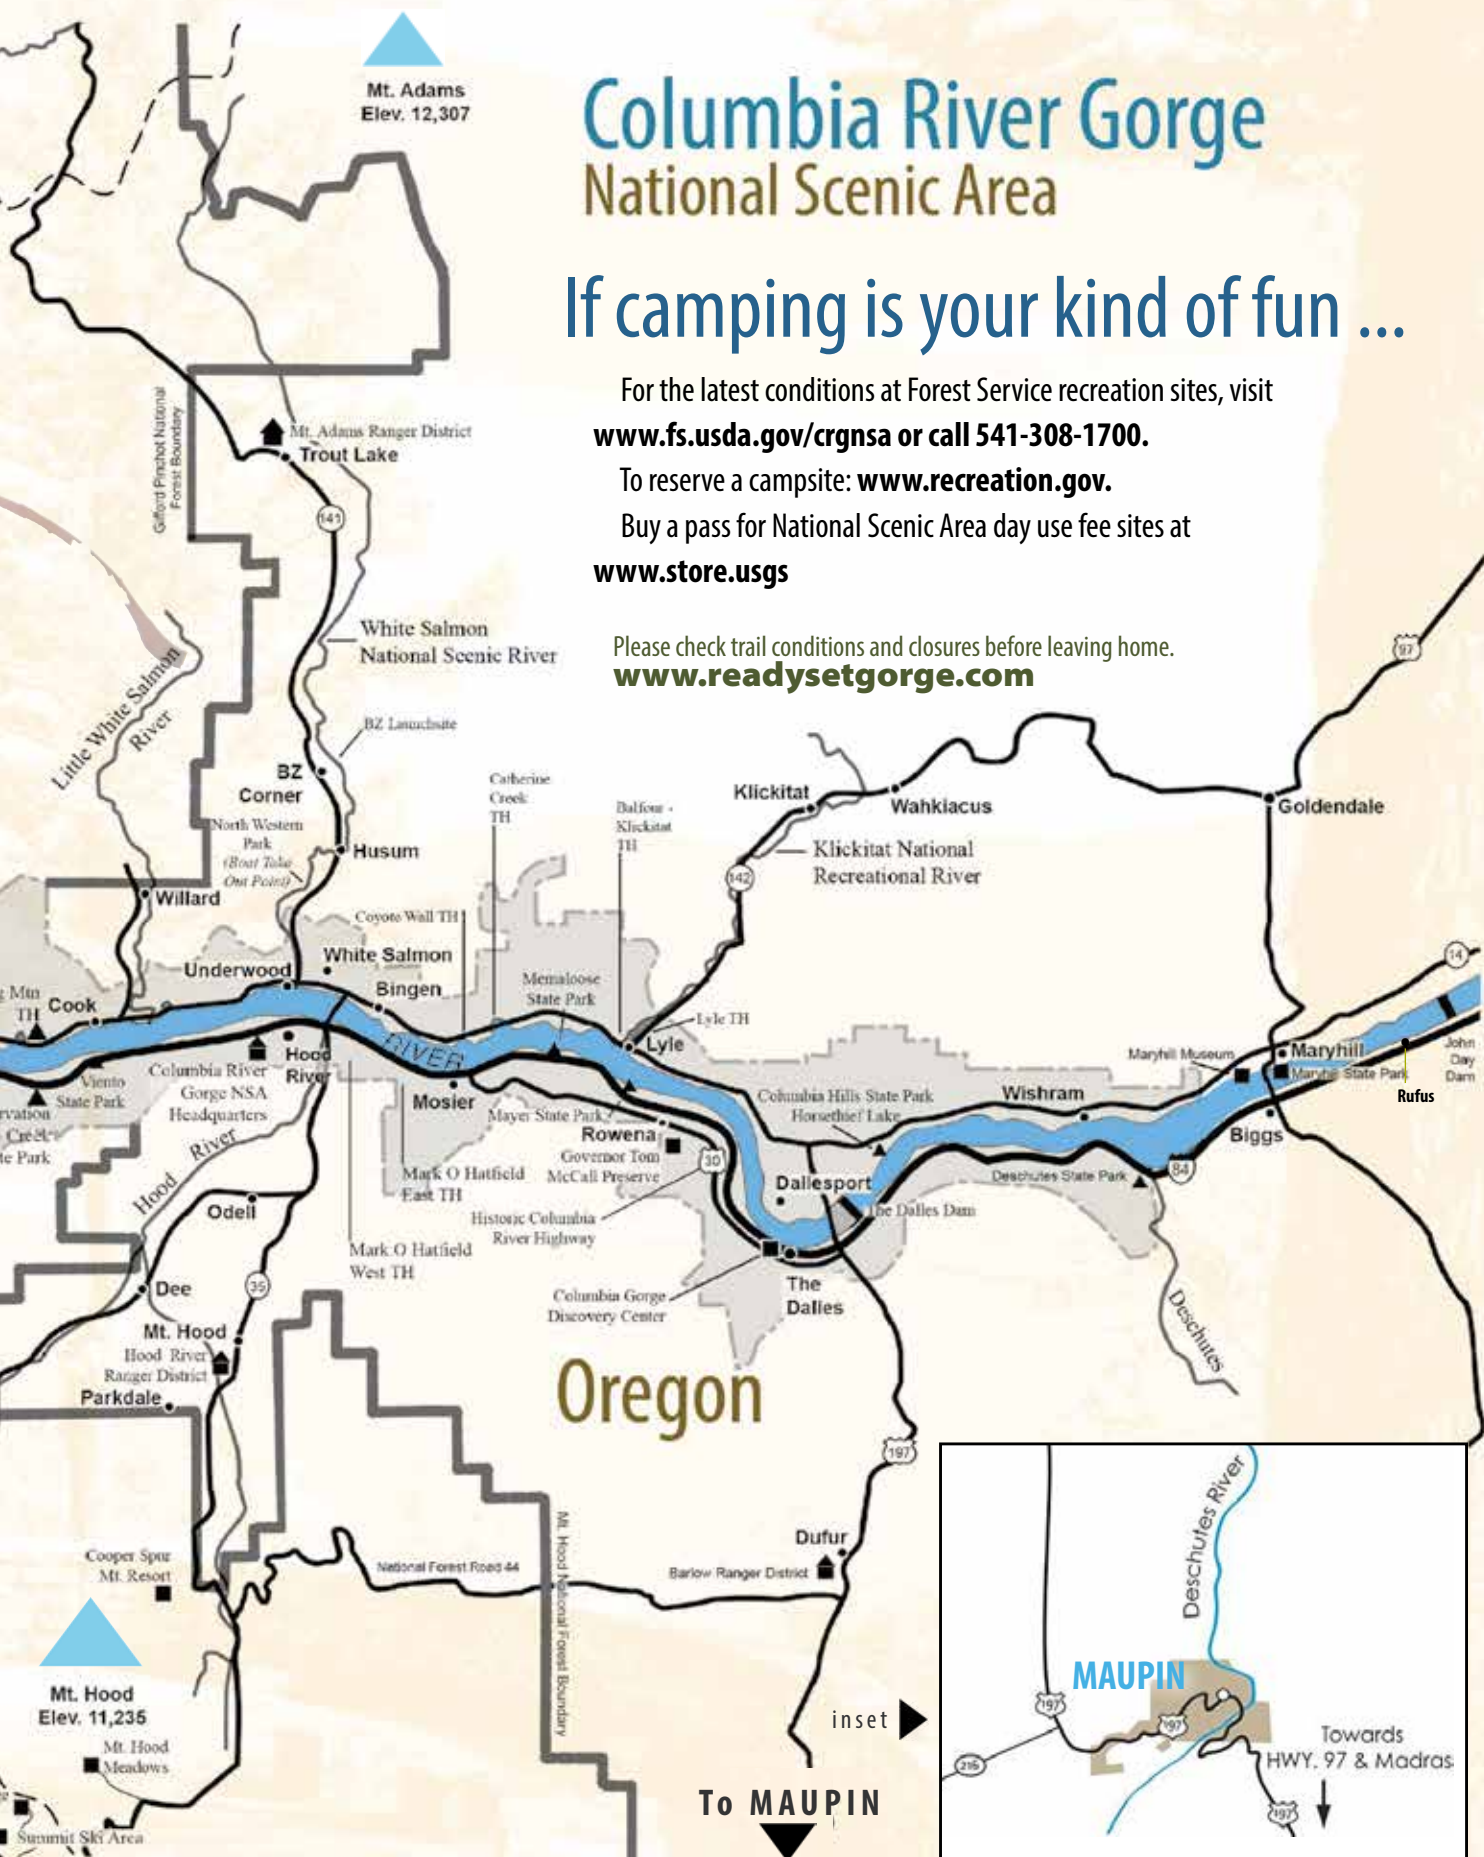 Mt. Adams
Elev. 12,307
Columbia River Gorge
National Scenic Area
If camping is your kind of fun ...
For the latest conditions at Forest Service recreation sites, visit
www.fs.usda.gov/crgnsa or call 541-308-1700.
To reserve a campsite: www.recreation.gov.
Buy a pass for National Scenic Area day use fee sites at
www.store.usgs
Please check trail conditions and closures before leaving home.
www.readysetgorge.com
Gifford Pinchot National
Forest Boundary
Mt. Adams Ranger District
Trout Lake
141
White Salmon
National Scenic River
Little White Salmon
River
BZ Launchsite
BZ
Corner
North Western
Park
(Boat Take
Out Point)
Husum
Willard
Catherine
Creek
TH
Balfour -
Klickitat
TH
Klickitat
Wahkiacus
Klickitat National
Recreational River
142
97
Goldendale
14
Coyote Wall TH
White Salmon
Underwood
Bingen
Memaloose
State Park
Mtn
TH
Cook
Lyle TH
Lyle
RIVER
Hood
River
Columbia River
Gorge NSA
Headquarters
Viento
State Park
Creek
te Park
Mosier
Mayer State Park
Rowena
Governor Tom
McCall Preserve
30
Columbia Hills State Park
Horsethief Lake
Wishram
Maryhill Museum
Maryhill
Maryhill State Park
John
Day
Dam
Rufus
Biggs
84
Deschutes State Park
Dallesport
The Dalles Dam
Mark O Hatfield
East TH
Historic Columbia
River Highway
Mark O Hatfield
West TH
Hood
River
Odell
Dee
35
Columbia Gorge
Discovery Center
The
Dalles
Deschutes
Mt. Hood
Hood River
Ranger District
Parkdale
Oregon
197
Mt. Hood National Forest Boundary
Cooper Spur
Mt. Resort
National Forest Road 44
Dufur
Barlow Ranger District
Mt. Hood
Elev. 11,235
Mt. Hood
Meadows
Summit Ski Area
inset
To MAUPIN
Deschutes River
MAUPIN
197
197
216
Towards
HWY. 97 & Madras
197